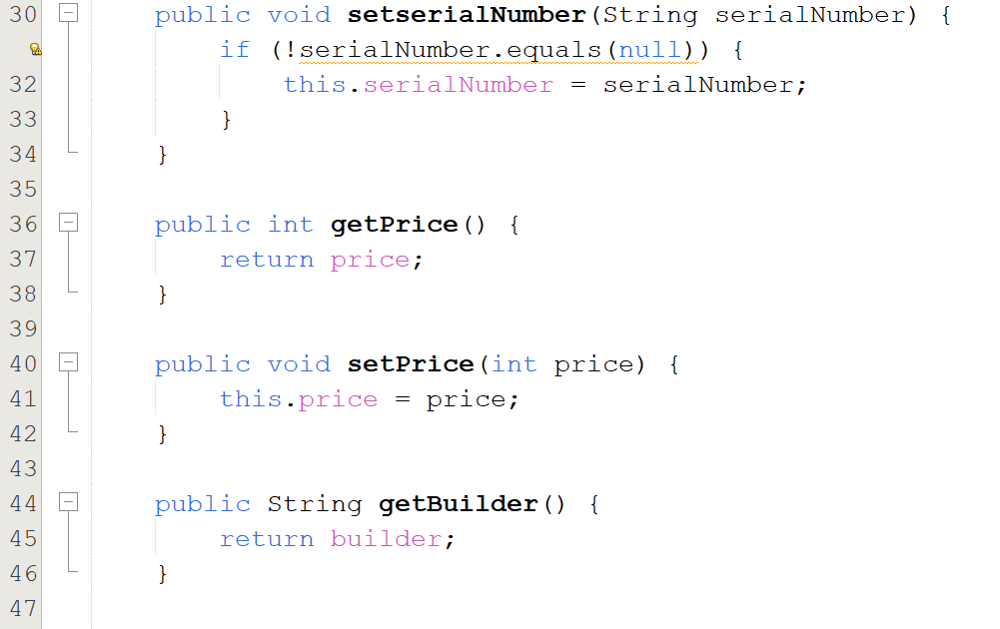 30 public void setserialNumber(String serialNumber) {
if (!serialNumber.equals(null)) {
32 this.serialNumber = serialNumber;
33 }
34 }
35
36 public int getPrice() {
37 return price;
38 }
39
40 public void setPrice(int price) {
41 this.price = price;
42 }
43
44 public String getBuilder() {
45 return builder;
46 }
47